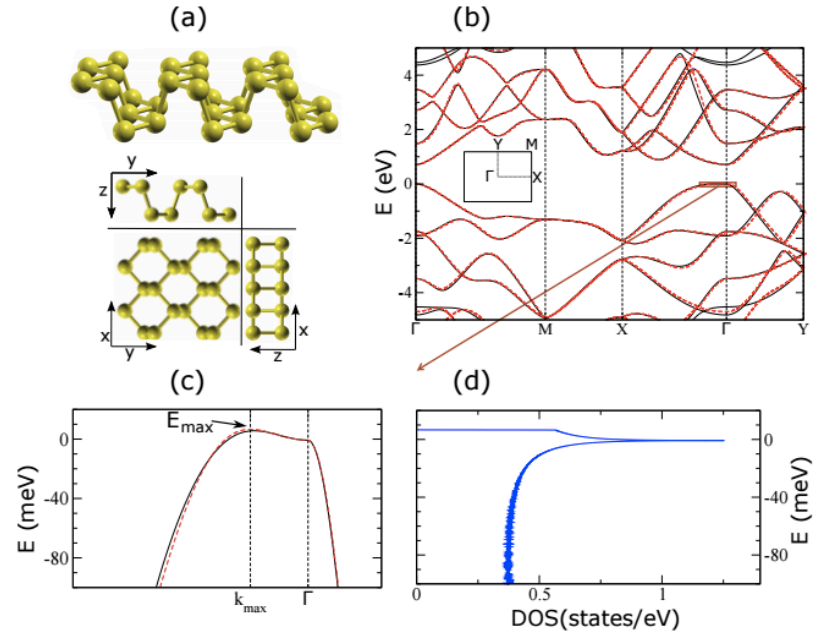 (a)
y
z
x
y
x
z
(b)
E (eV)
4
2
0
-2
-4
Y M
Γ X
Γ M X Γ Y
(c)
E (meV)
0
-40
-80
E_max
k_max Γ
(d)
0
-40
-80
E (meV)
0 0.5 1
DOS(states/eV)